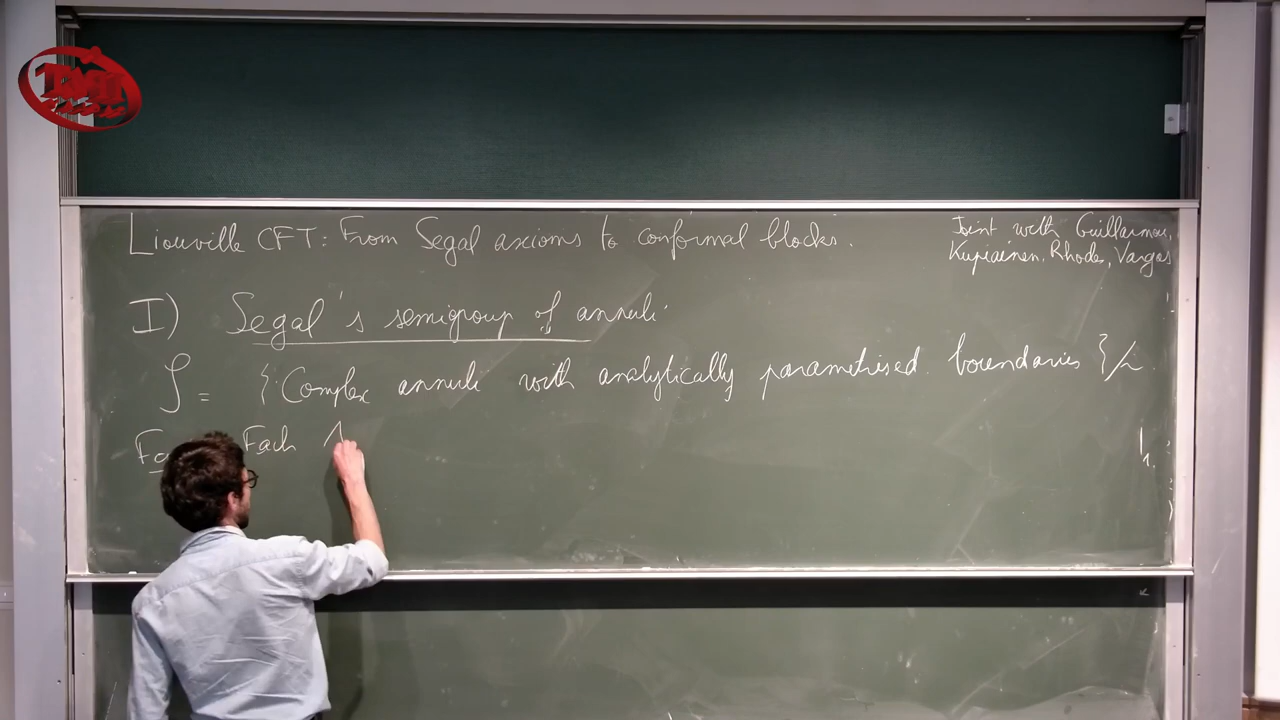 Liouville CFT: From Segal axioms to conformal blocks.
Joint with Guillarmou,
Kupiainen, Rhodes, Vargas
I) Segal's semigroup of annuli.
S = { Complex annuli with analytically parametrised boundaries } / ~.
Each A